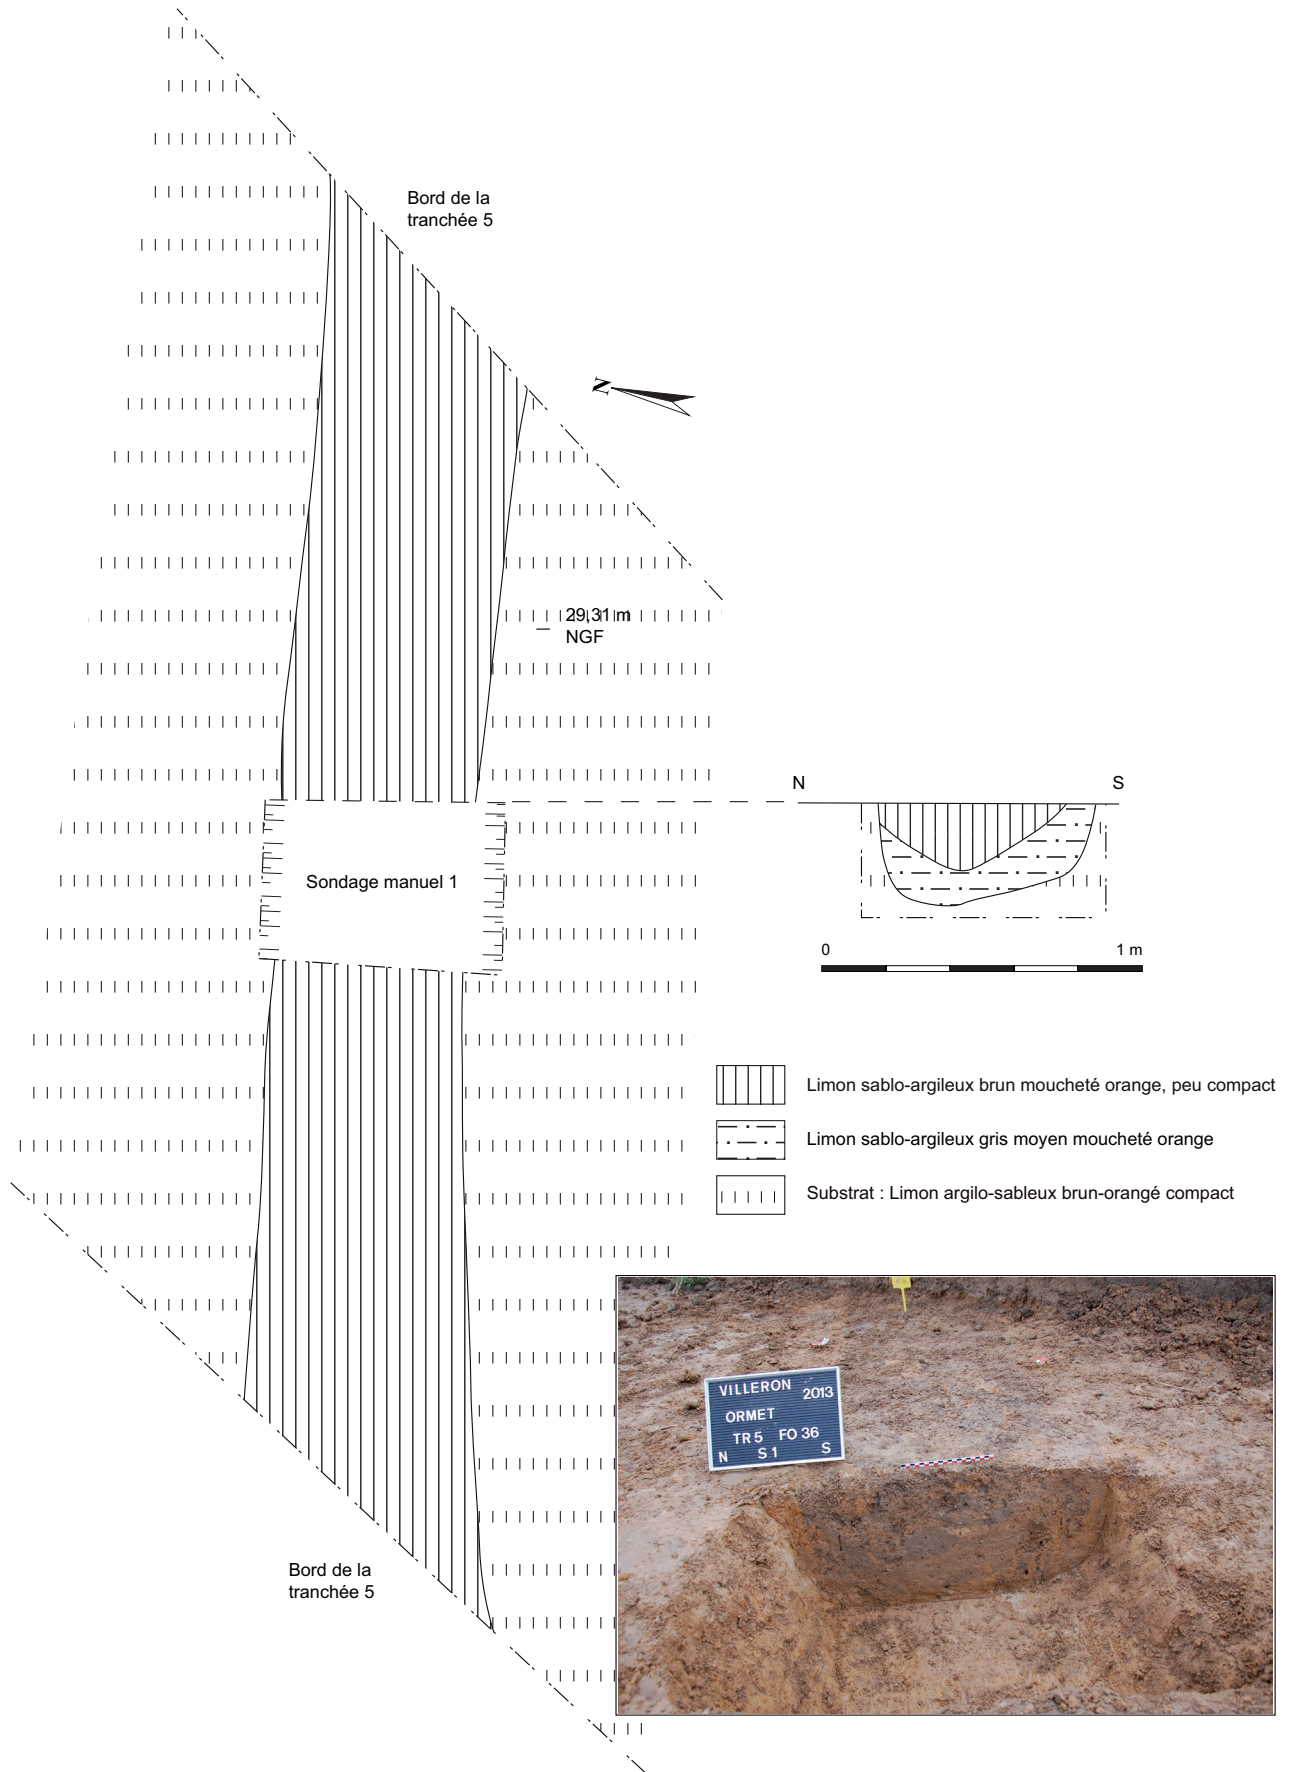 Bord de la
tranchée 5
N
29,31 m
NGF
N S
Sondage manuel 1
0 1 m
Limon sablo-argileux brun moucheté orange, peu compact
Limon sablo-argileux gris moyen moucheté orange
Substrat : Limon argilo-sableux brun-orangé compact
VILLERON 2013
ORMET
TR 5 FO 36
N S 1 S
Bord de la
tranchée 5